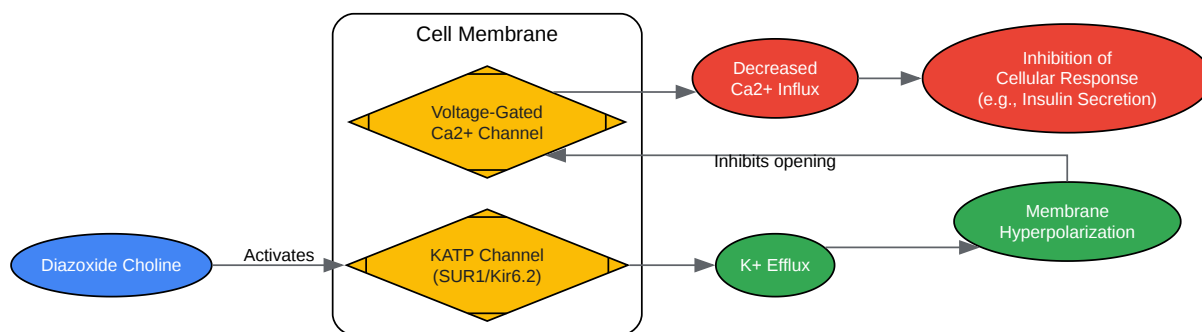 Cell Membrane
Voltage-Gated
Ca2+ Channel
Decreased
Ca2+ Influx
Inhibition of
Cellular Response
(e.g., Insulin Secretion)
Inhibits opening
Diazoxide Choline
Activates
KATP Channel
(SUR1/Kir6.2)
K+ Efflux
Membrane
Hyperpolarization